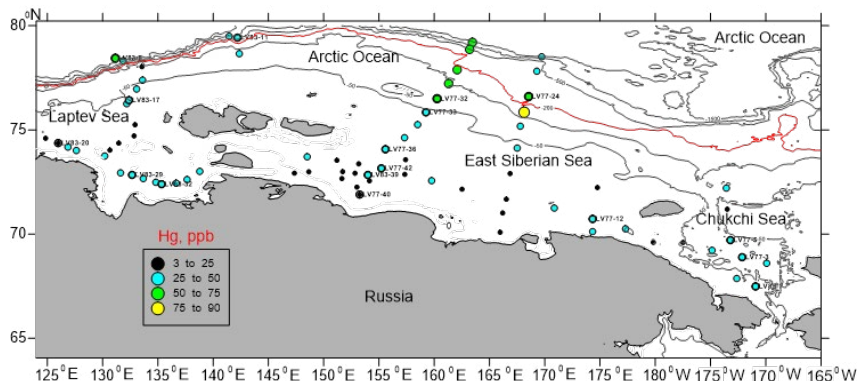 80°N
LV83-11
Arctic Ocean
Arctic Ocean
LV77-32
LV77-24
LV83-17
LV77-33
Laptev Sea
75
LV83-20
LV77-36
East Siberian Sea
LV77-42
LV83-29
LV83-32
LV77-40
LV77-12
Chukchi Sea
70
Hg, ppb
LV77-3
3 to 25
25 to 50
50 to 75
75 to 90
Russia
65
125°E 130°E 135°E 140°E 145°E 150°E 155°E 160°E 165°E 170°E 175°E 180°W 175°W 170°W 165°W